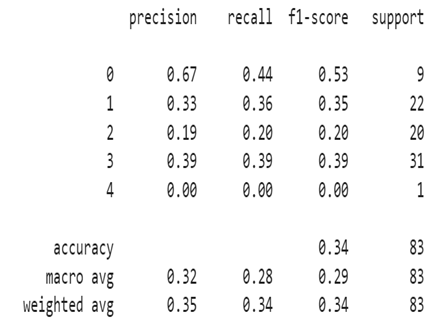 precision recall f1-score support
0 0.67 0.44 0.53 9
1 0.33 0.36 0.35 22
2 0.19 0.20 0.20 20
3 0.39 0.39 0.39 31
4 0.00 0.00 0.00 1
accuracy 0.34 83
macro avg 0.32 0.28 0.29 83
weighted avg 0.35 0.34 0.34 83